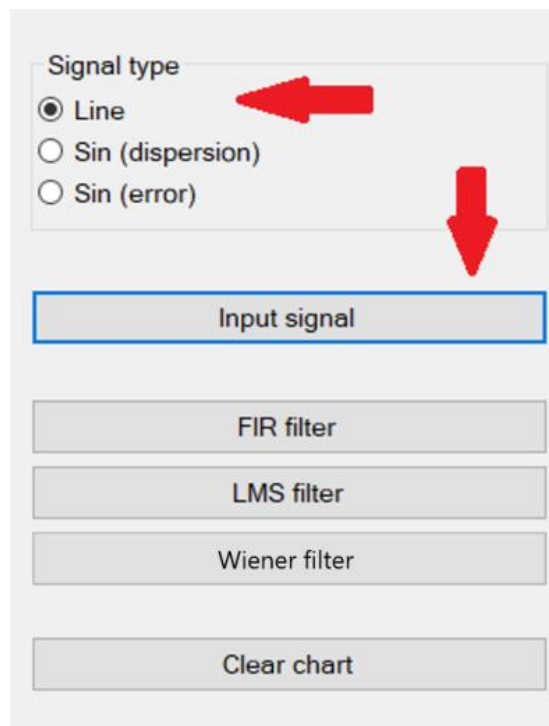 Signal type
Line
Sin (dispersion)
Sin (error)
Input signal
FIR filter
LMS filter
Wiener filter
Clear chart